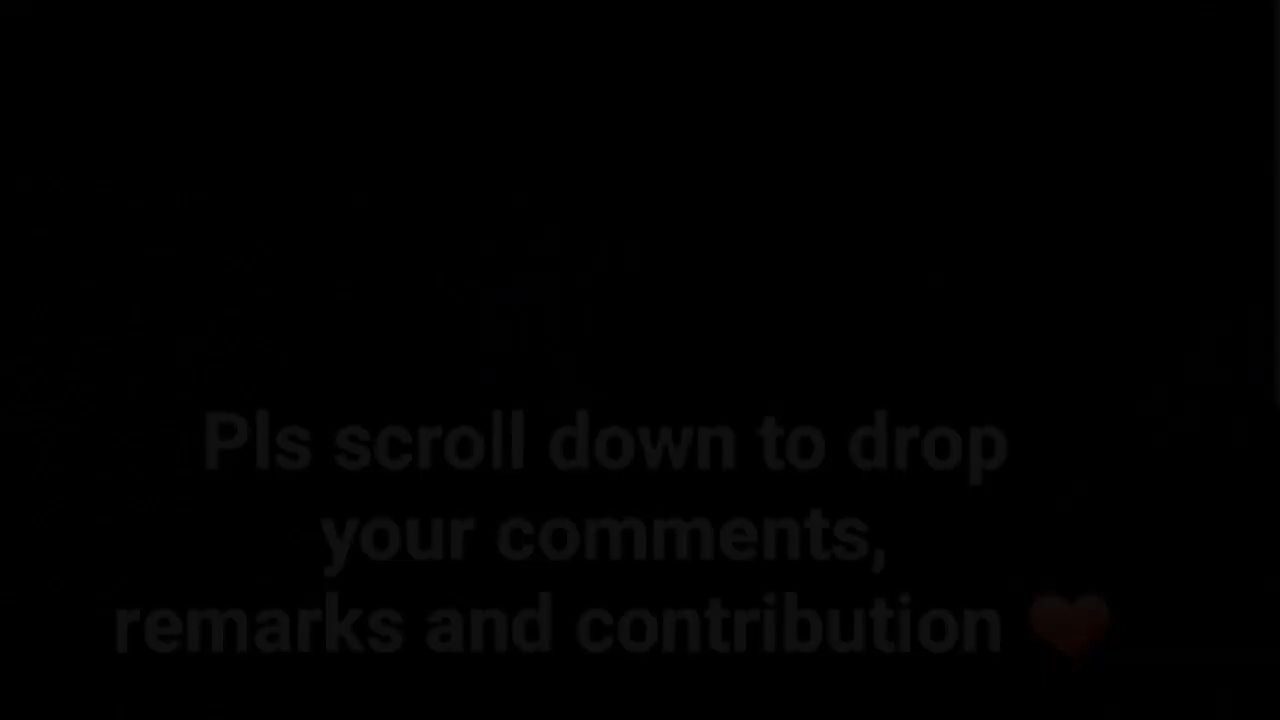 Pls scroll down to drop
your comments,
remarks and contribution ❤️